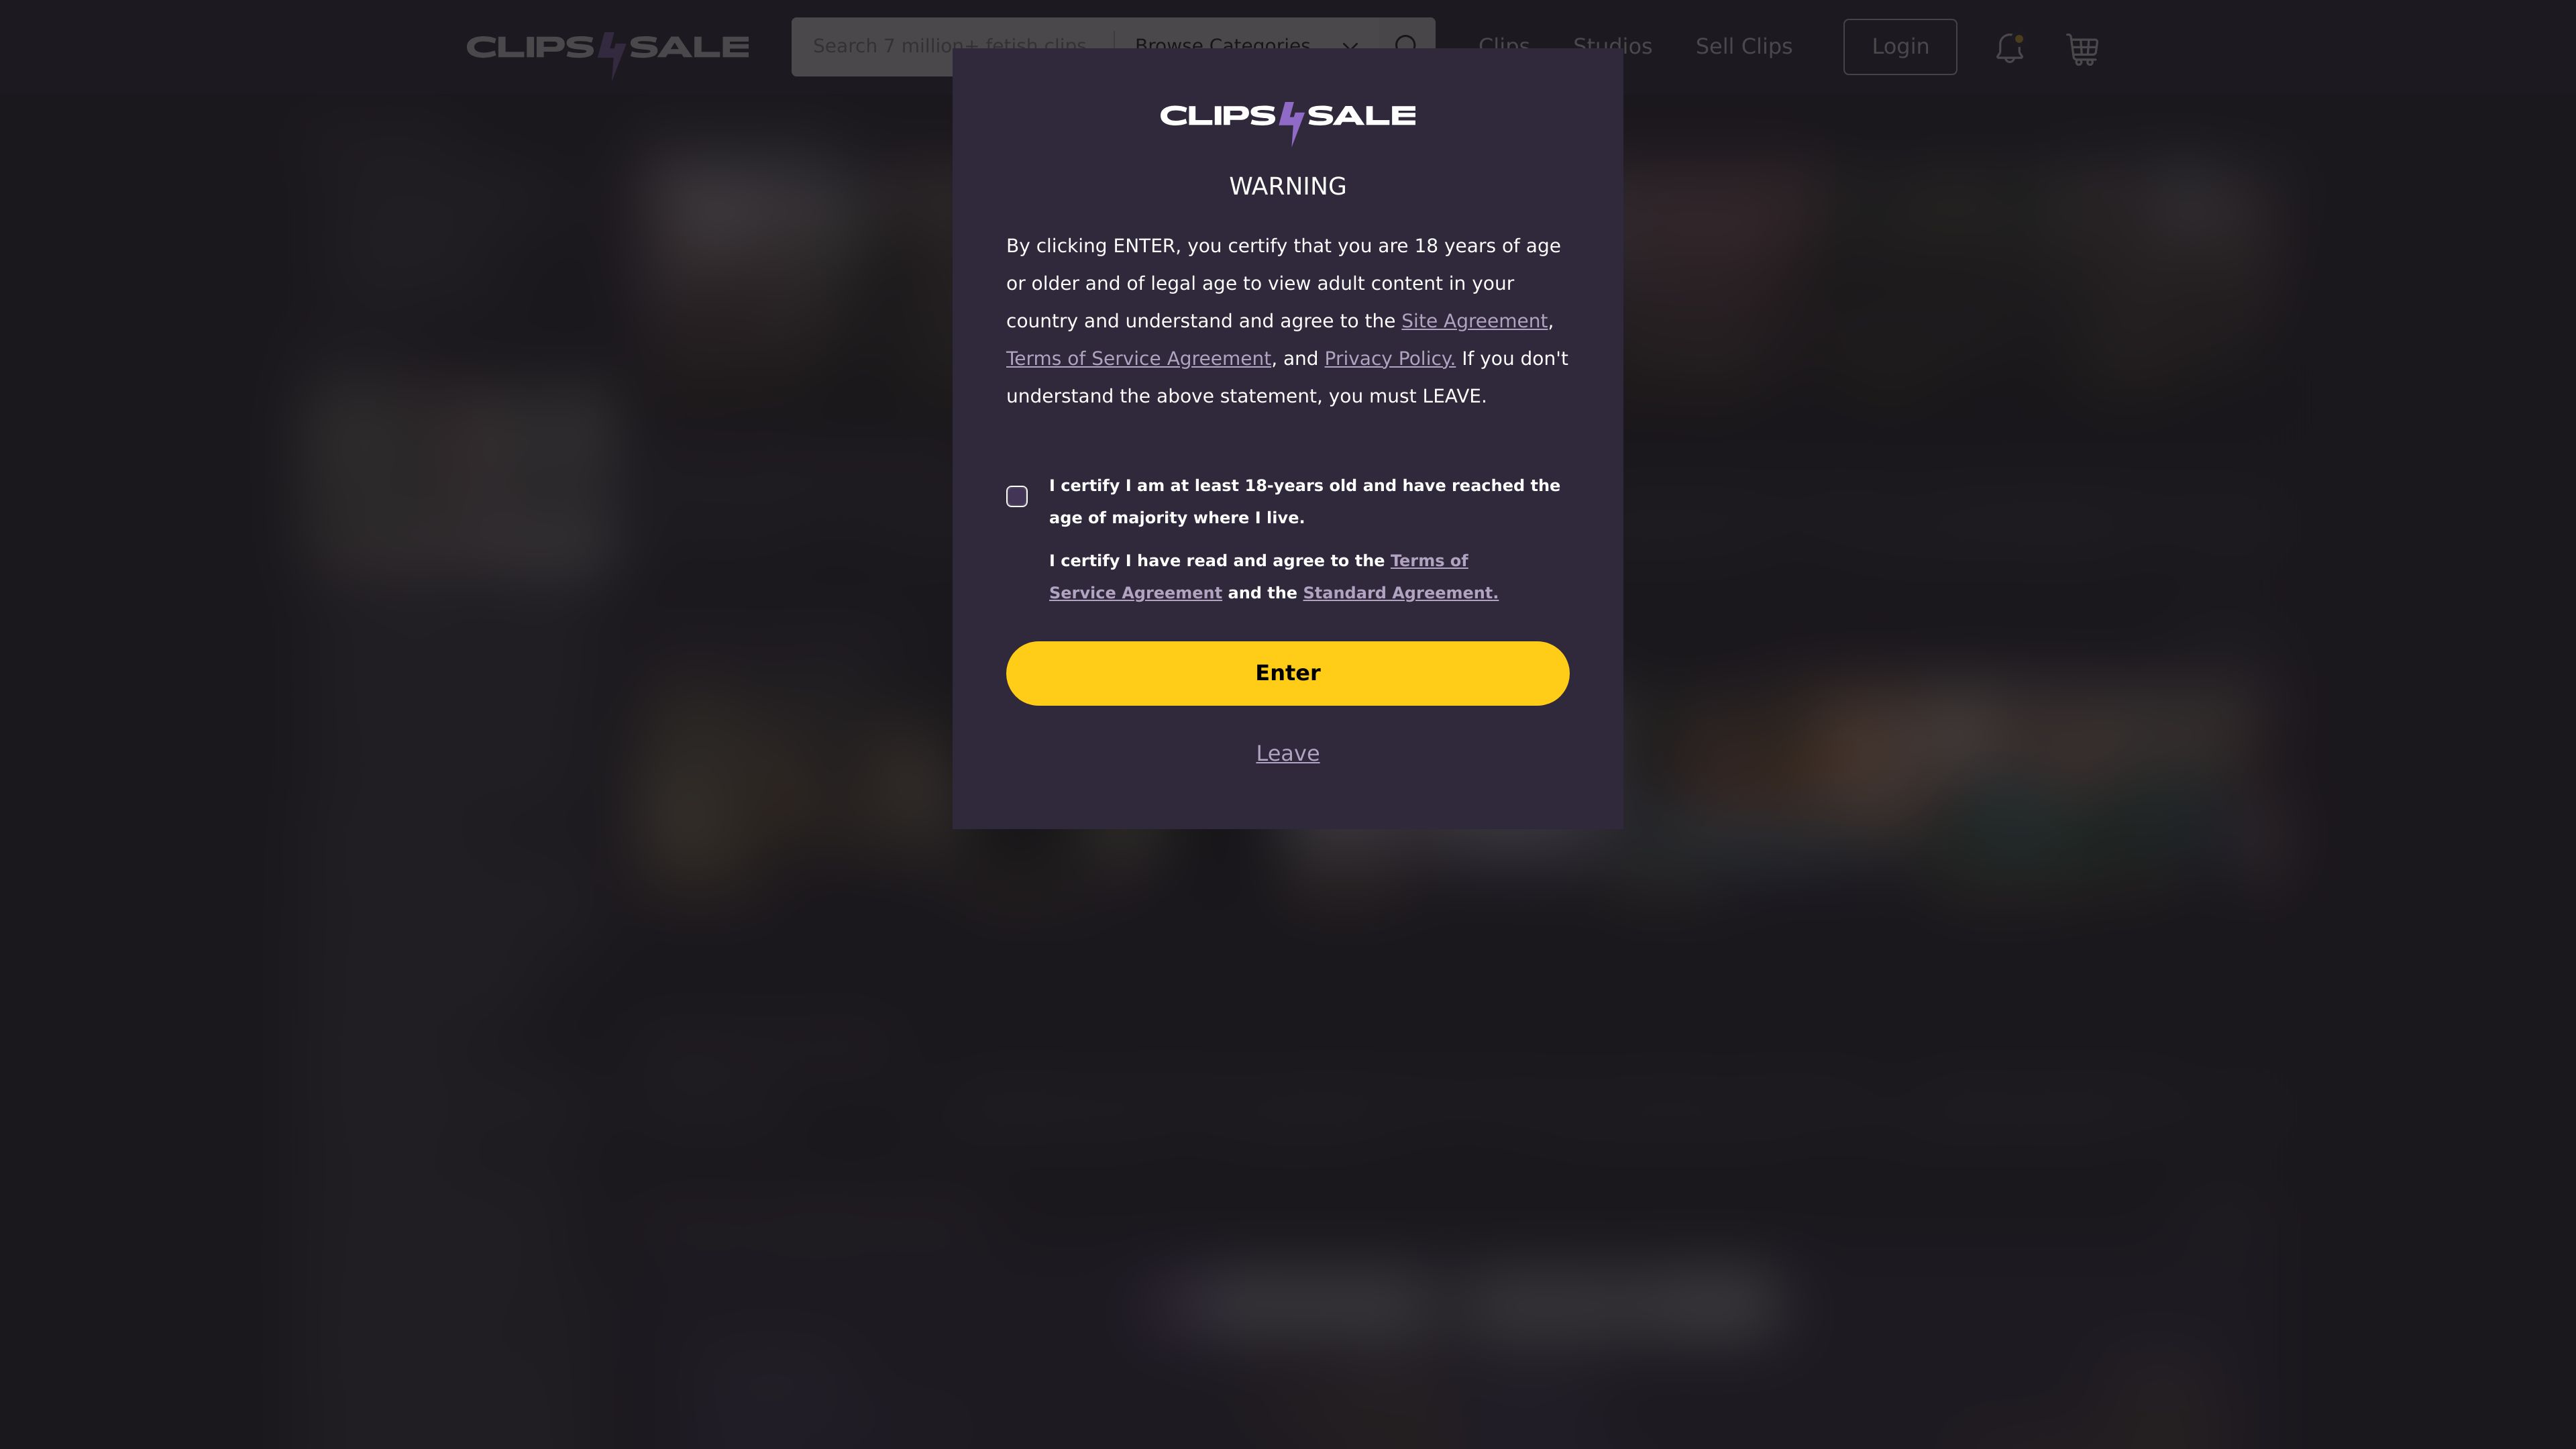 CLIPS4SALE
Search 7 million+ fetish clips
Browse Categories
Clips
Studios
Sell Clips
Login
CLIPS4SALE
WARNING
By clicking ENTER, you certify that you are 18 years of age
or older and of legal age to view adult content in your
country and understand and agree to the Site Agreement,
Terms of Service Agreement, and Privacy Policy. If you don't
understand the above statement, you must LEAVE.
I certify I am at least 18-years old and have reached the
age of majority where I live.
I certify I have read and agree to the Terms of
Service Agreement and the Standard Agreement.
Enter
Leave